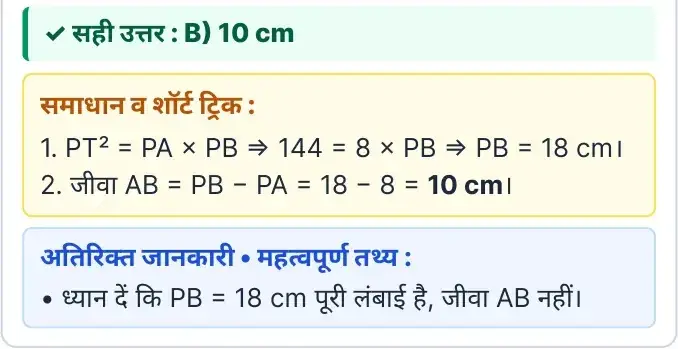 ✓ सही उत्तर : B) 10 cm
समाधान व शॉर्ट ट्रिक :
1. PT² = PA × PB ⇒ 144 = 8 × PB ⇒ PB = 18 cm।
2. जीवा AB = PB − PA = 18 − 8 = 10 cm।
अतिरिक्त जानकारी • महत्वपूर्ण तथ्य :
• ध्यान दें कि PB = 18 cm पूरी लंबाई है, जीवा AB नहीं।